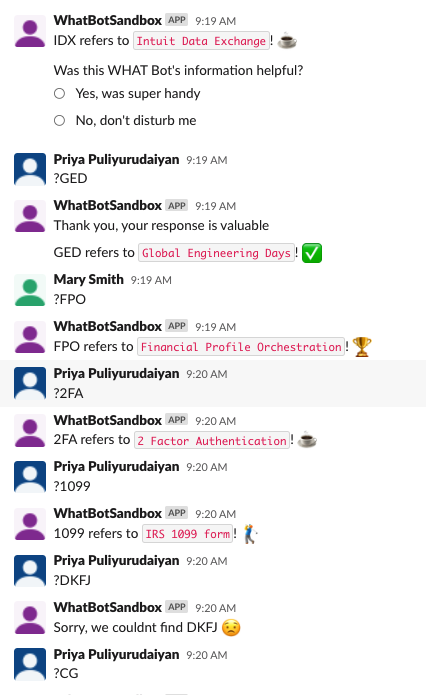 WhatBotSandbox APP 9:19 AM
IDX refers to Intuit Data Exchange! ☕
Was this WHAT Bot's information helpful?
Yes, was super handy
No, don't disturb me
Priya Puliyurudaiyan 9:19 AM
?GED
WhatBotSandbox APP 9:19 AM
Thank you, your response is valuable
GED refers to Global Engineering Days! ✅
Mary Smith 9:19 AM
?FPO
WhatBotSandbox APP 9:19 AM
FPO refers to Financial Profile Orchestration! 🏆
Priya Puliyurudaiyan 9:20 AM
?2FA
WhatBotSandbox APP 9:20 AM
2FA refers to 2 Factor Authentication! ☕
Priya Puliyurudaiyan 9:20 AM
?1099
WhatBotSandbox APP 9:20 AM
1099 refers to IRS 1099 form! 🏌️
Priya Puliyurudaiyan 9:20 AM
?DKFJ
WhatBotSandbox APP 9:20 AM
Sorry, we couldnt find DKFJ 😟
Priya Puliyurudaiyan 9:20 AM
?CG